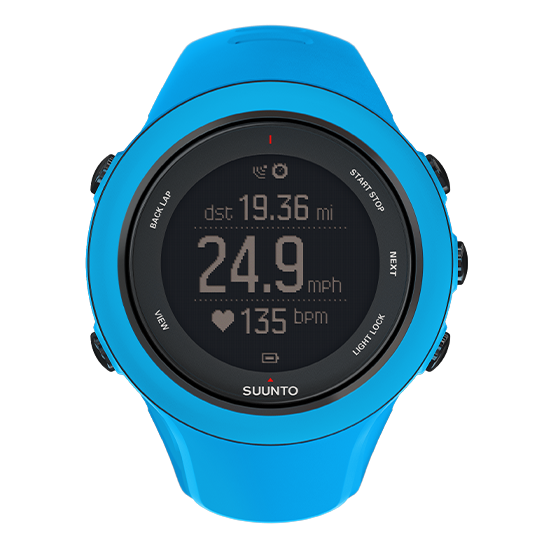 dst 19.36 mi
24.9 mph
135 bpm
BACK LAP
START STOP
NEXT
VIEW
LIGHT LOCK
SUUNTO